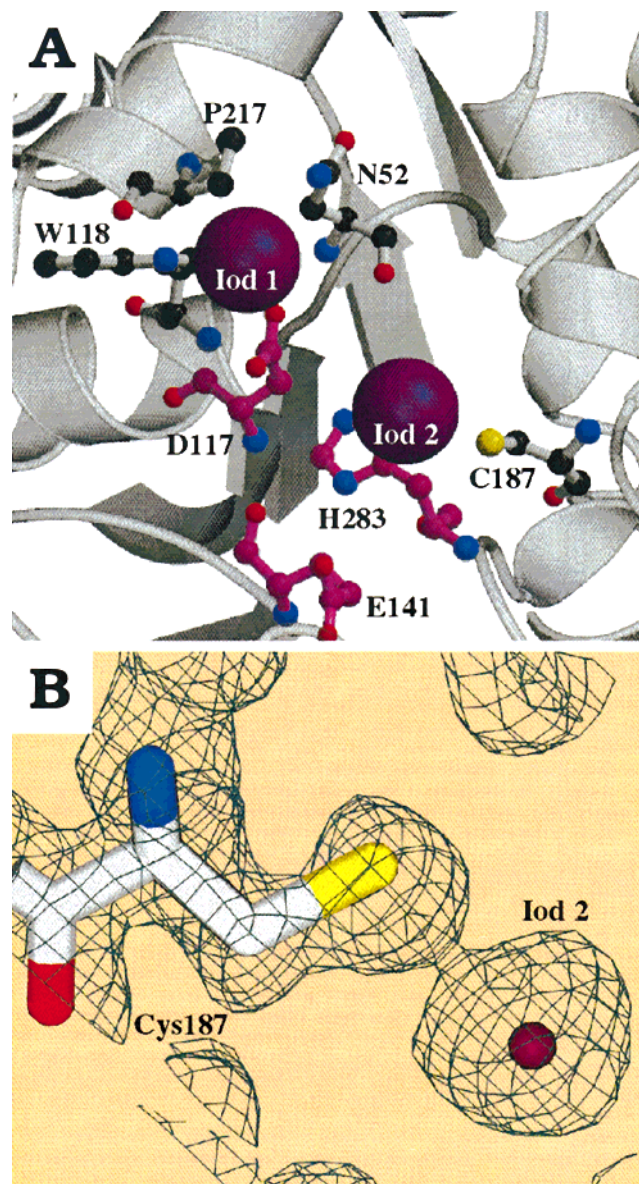 A
P217
N52
W118
Iod 1
D117
Iod 2
C187
H283
E141
B
Iod 2
Cys187